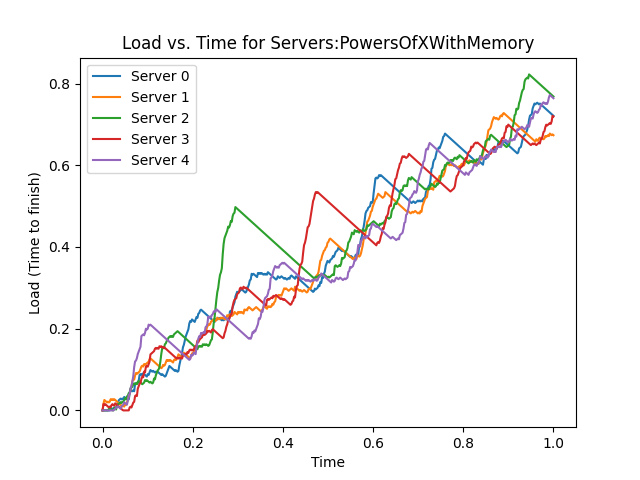 Load vs. Time for Servers:PowersOfXWithMemory
Server 0
Server 1
Server 2
Server 3
Server 4
0.8
0.6
0.4
0.2
0.0
Load (Time to finish)
0.0 0.2 0.4 0.6 0.8 1.0
Time